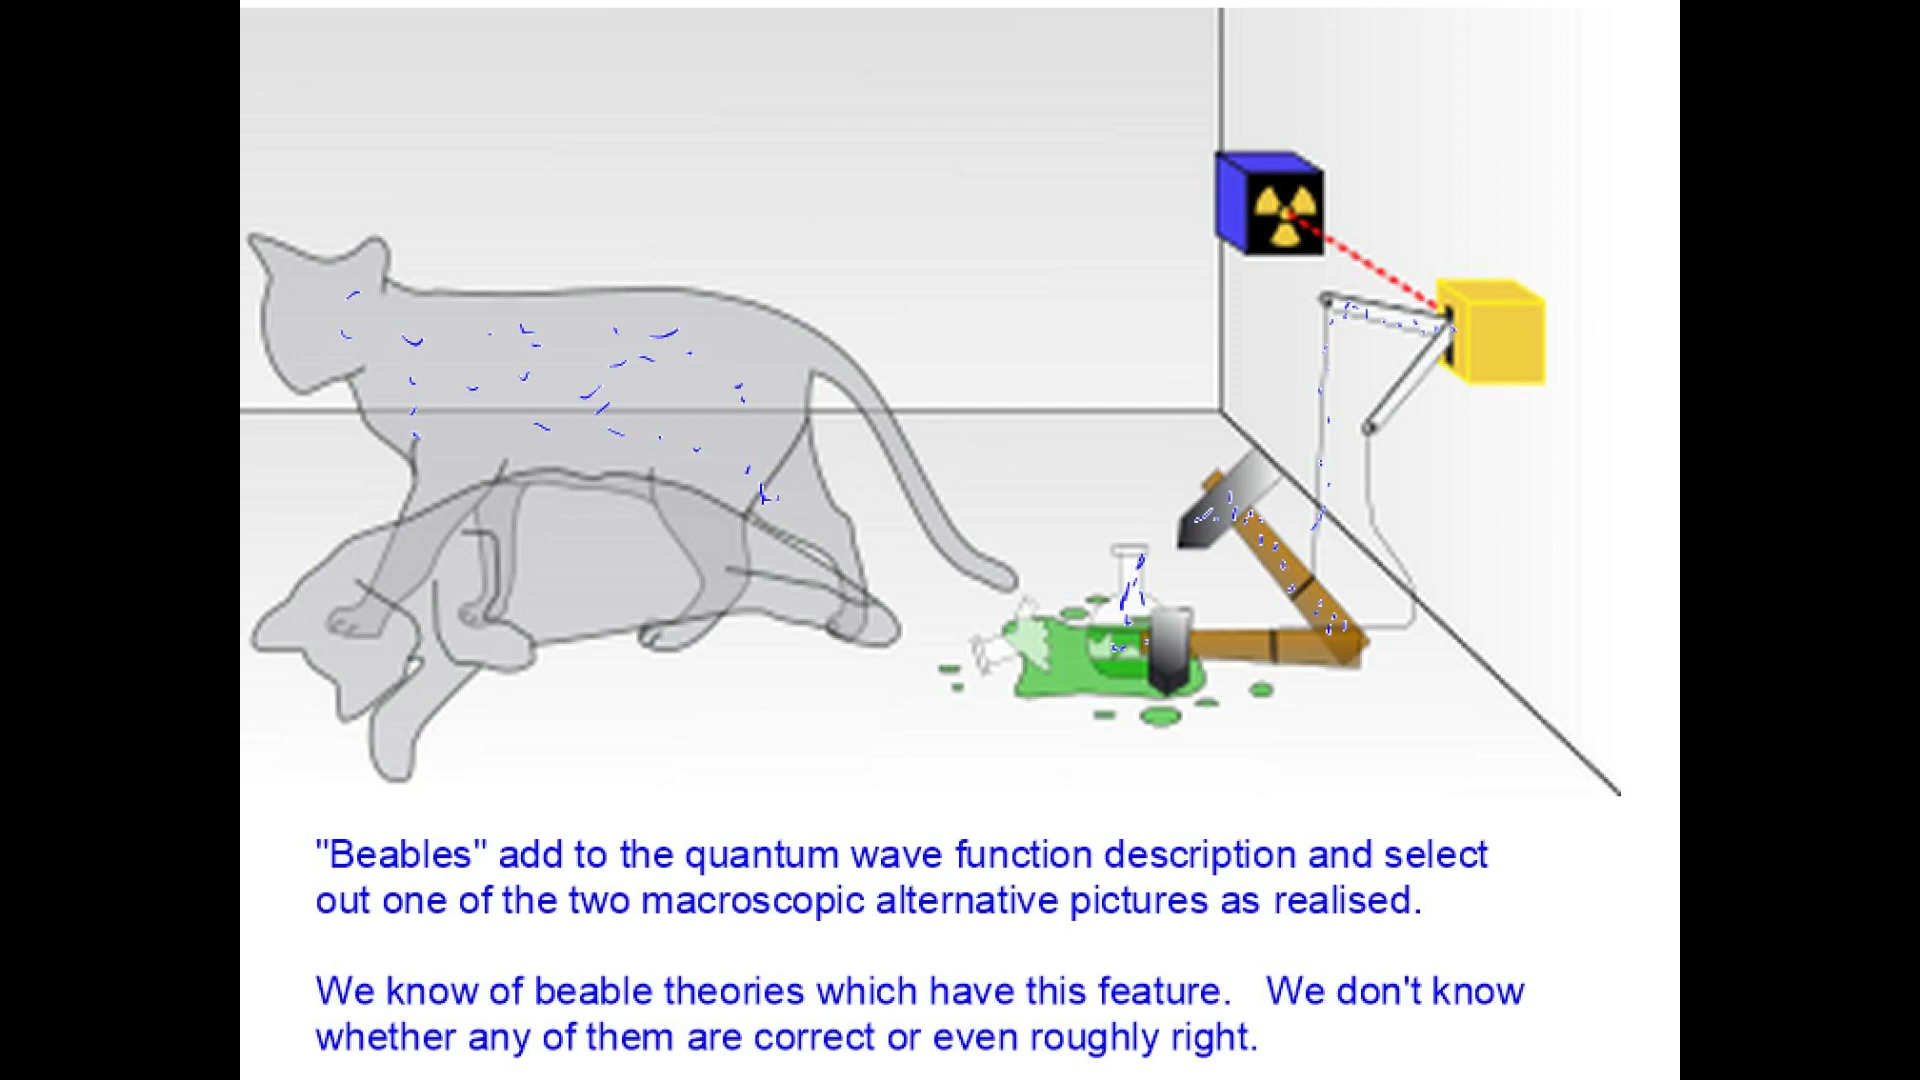 "Beables" add to the quantum wave function description and select
out one of the two macroscopic alternative pictures as realised.
We know of beable theories which have this feature. We don't know
whether any of them are correct or even roughly right.